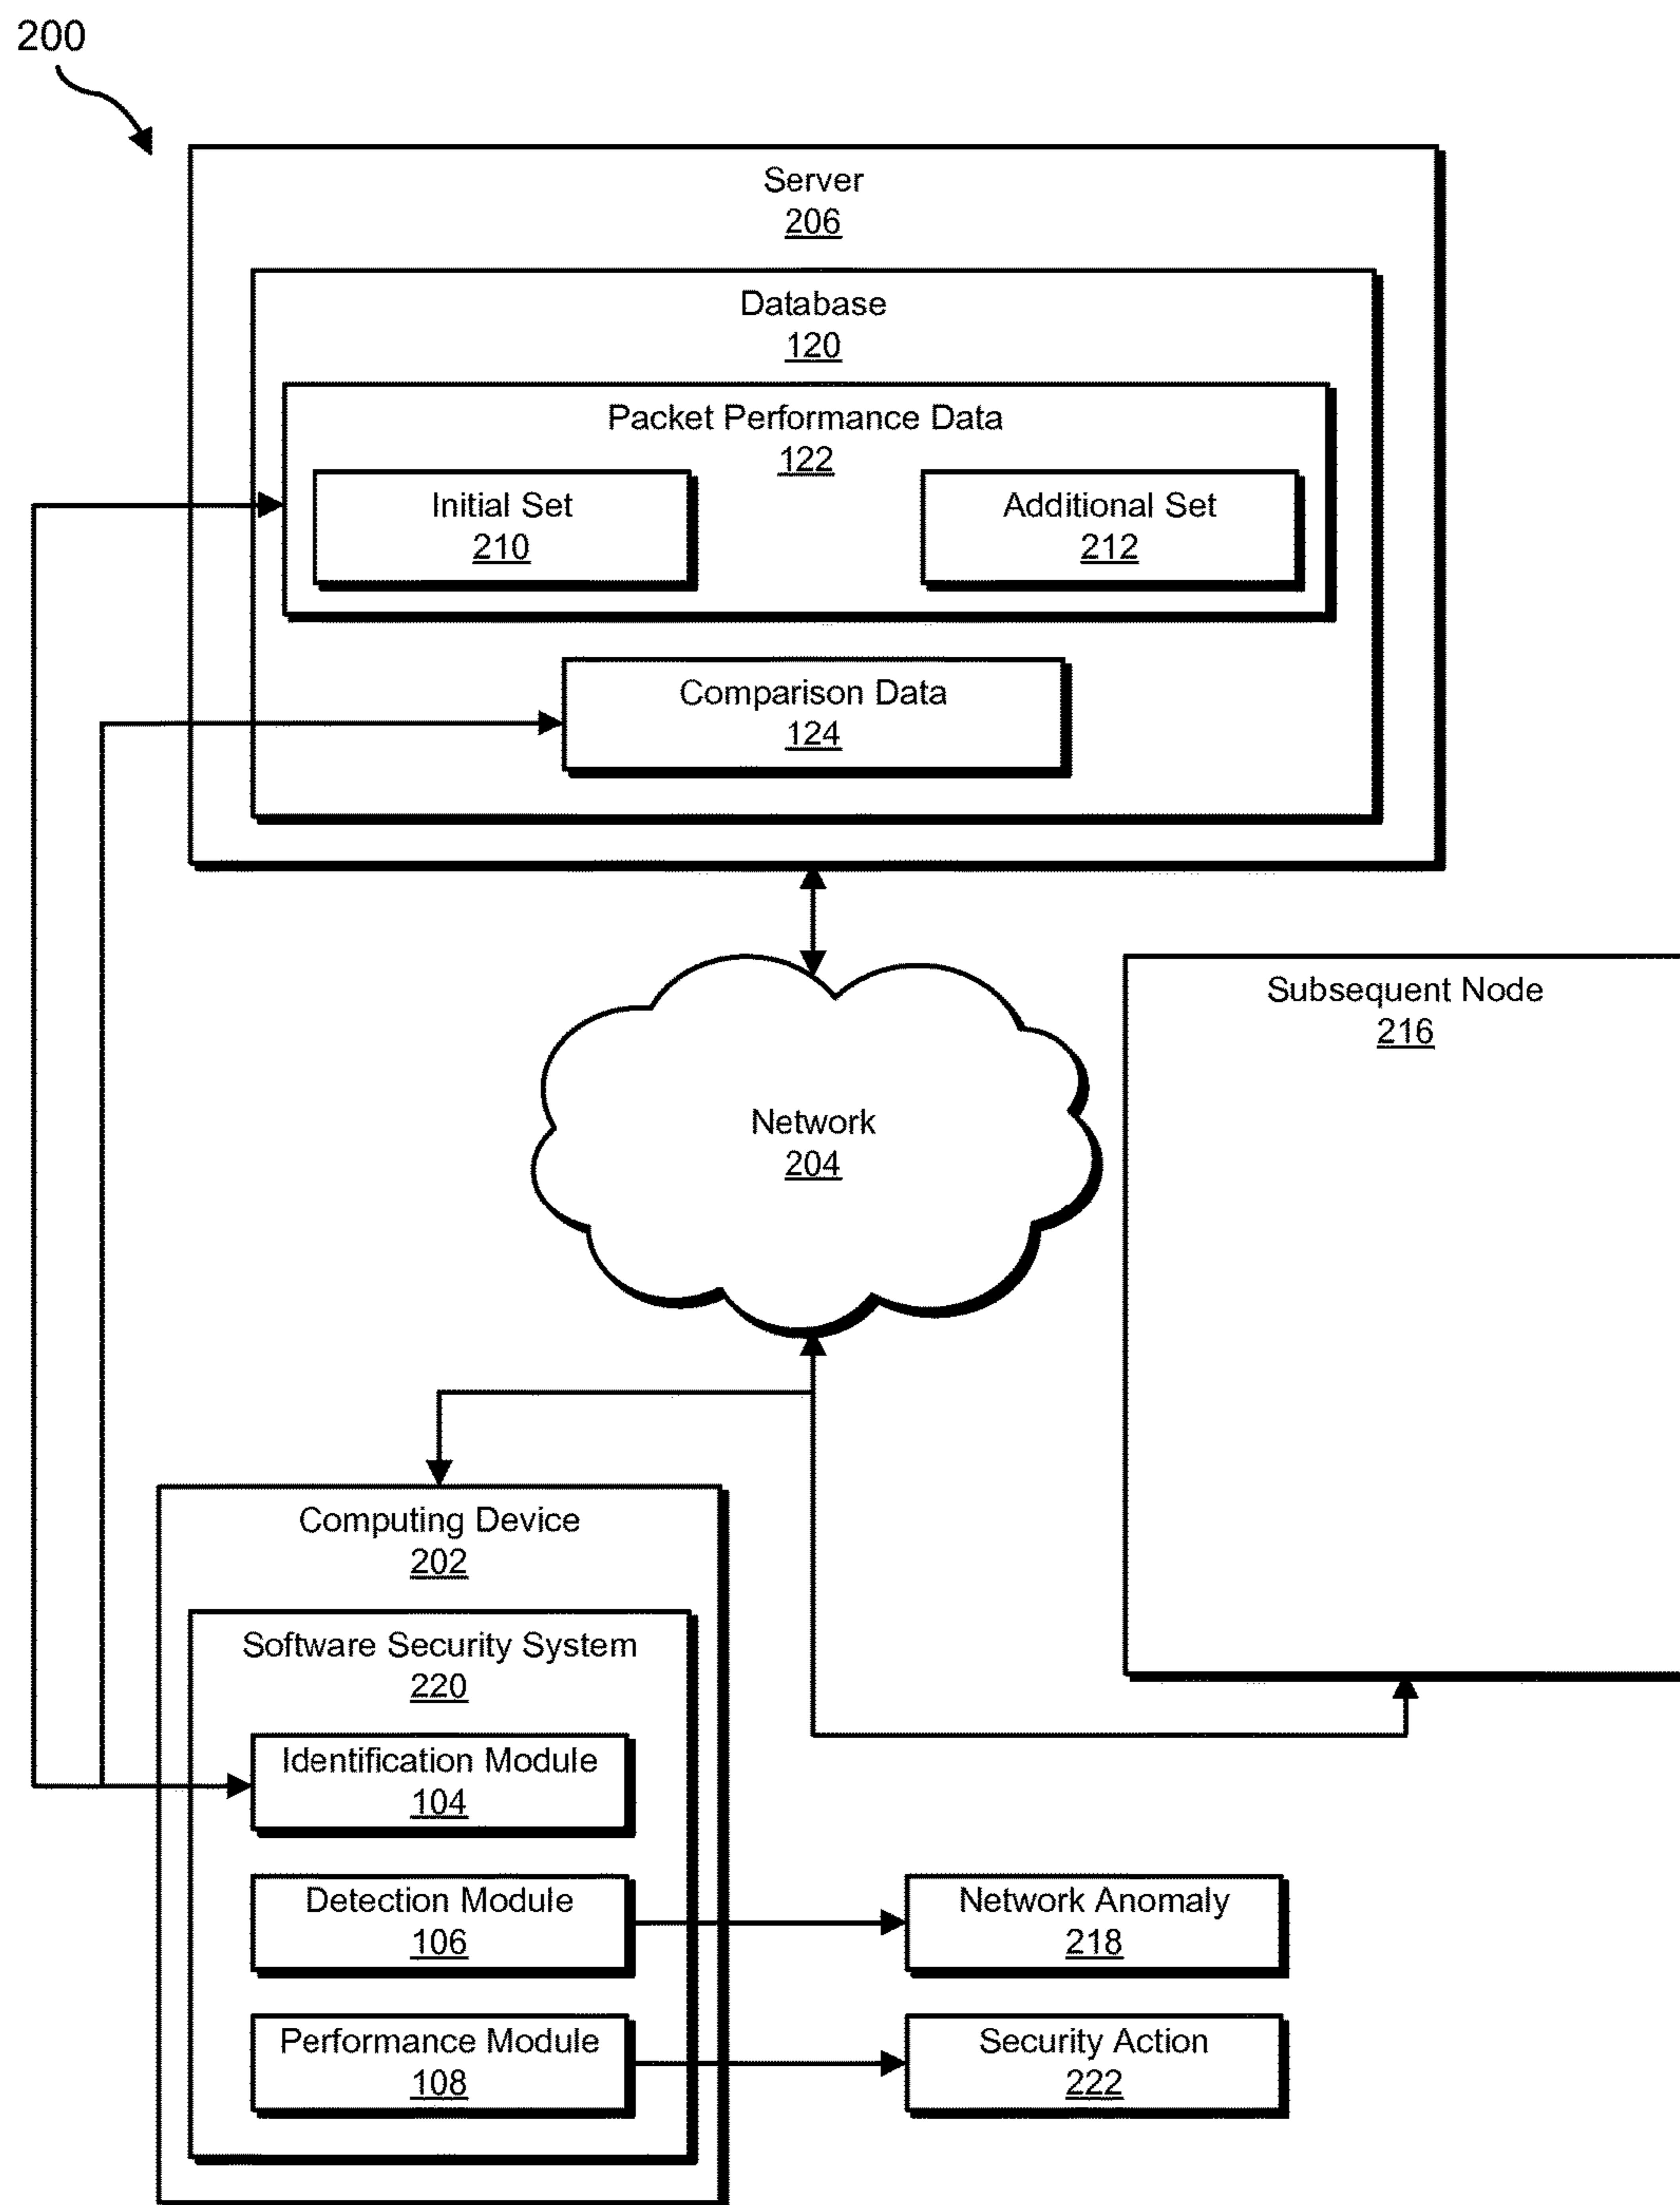 200
Server
206
Database
120
Packet Performance Data
122
Initial Set
210
Additional Set
212
Comparison Data
124
Subsequent Node
216
Network
204
Computing Device
202
Software Security System
220
Identification Module
104
Detection Module
106
Network Anomaly
218
Performance Module
108
Security Action
222